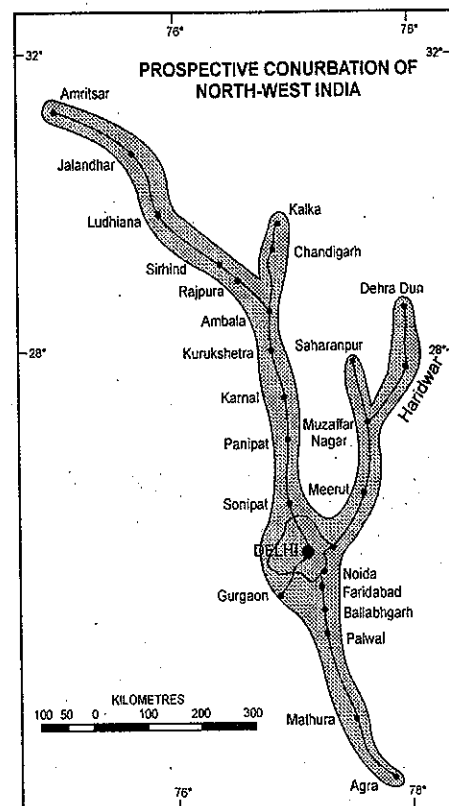 76°
78°
32°
32°
PROSPECTIVE CONURBATION OF
NORTH-WEST INDIA
Amritsar
Jalandhar
Ludhiana
Kalka
Chandigarh
Sirhind
Rajpura
Dehra Dun
Ambala
Kurukshetra
Saharanpur
28°
28°
Haridwar
Karnal
Muzaffar
Nagar
Panipat
Meerut
Sonipat
DELHI
Noida
Faridabad
Gurgaon
Ballabhgarh
Palwal
KILOMETRES
100 50 0 100 200 300
Mathura
Agra
76°
78°